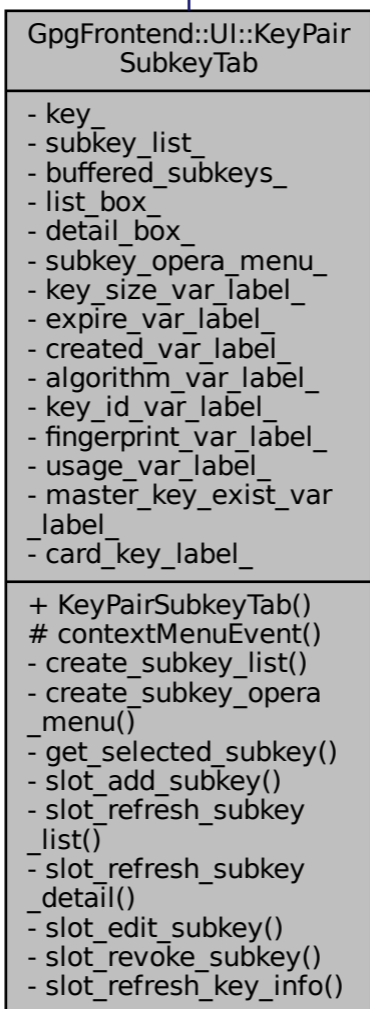 GpgFrontend::UI::KeyPair
SubkeyTab
- key_
- subkey_list_
- buffered_subkeys_
- list_box_
- detail_box_
- subkey_opera_menu_
- key_size_var_label_
- expire_var_label_
- created_var_label_
- algorithm_var_label_
- key_id_var_label_
- fingerprint_var_label_
- usage_var_label_
- master_key_exist_var
_label_
- card_key_label_
+ KeyPairSubkeyTab()
# contextMenuEvent()
- create_subkey_list()
- create_subkey_opera
_menu()
- get_selected_subkey()
- slot_add_subkey()
- slot_refresh_subkey
_list()
- slot_refresh_subkey
_detail()
- slot_edit_subkey()
- slot_revoke_subkey()
- slot_refresh_key_info()